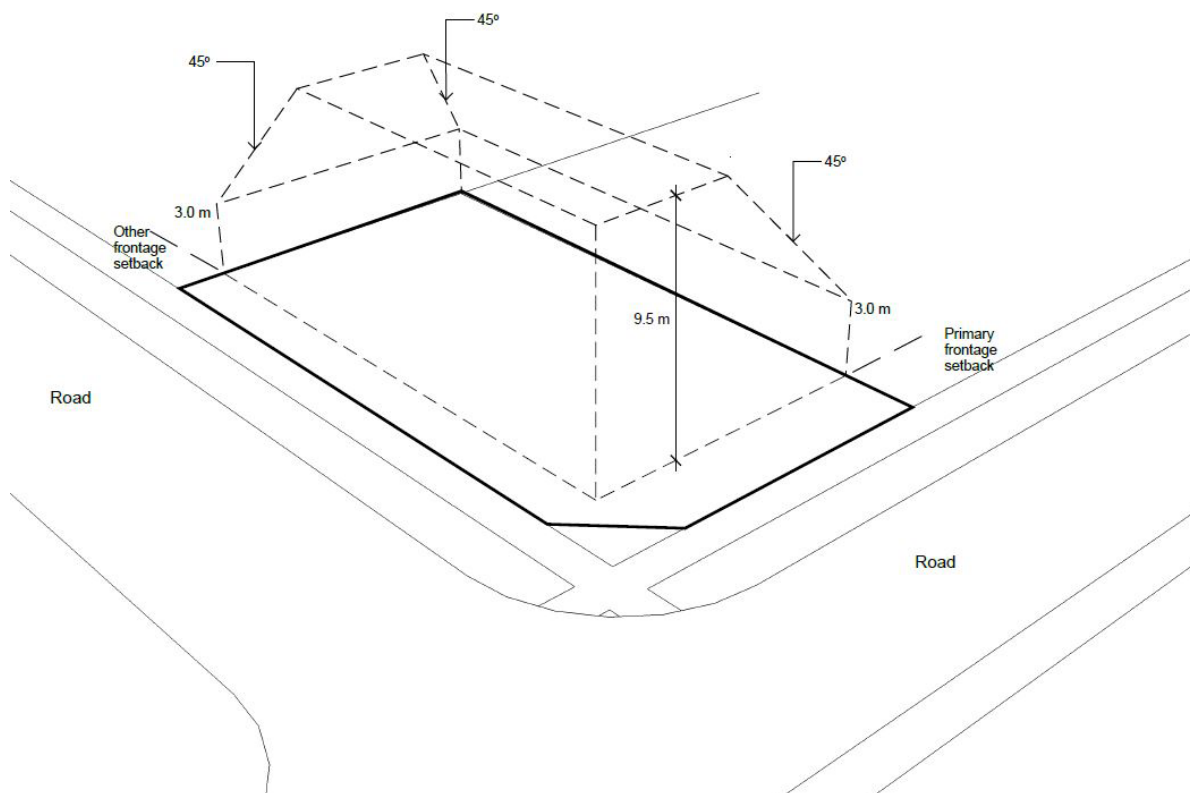 45º
45º
45º
3.0 m
Other
frontage
setback
9.5 m
3.0 m
Primary
frontage
setback
Road
Road